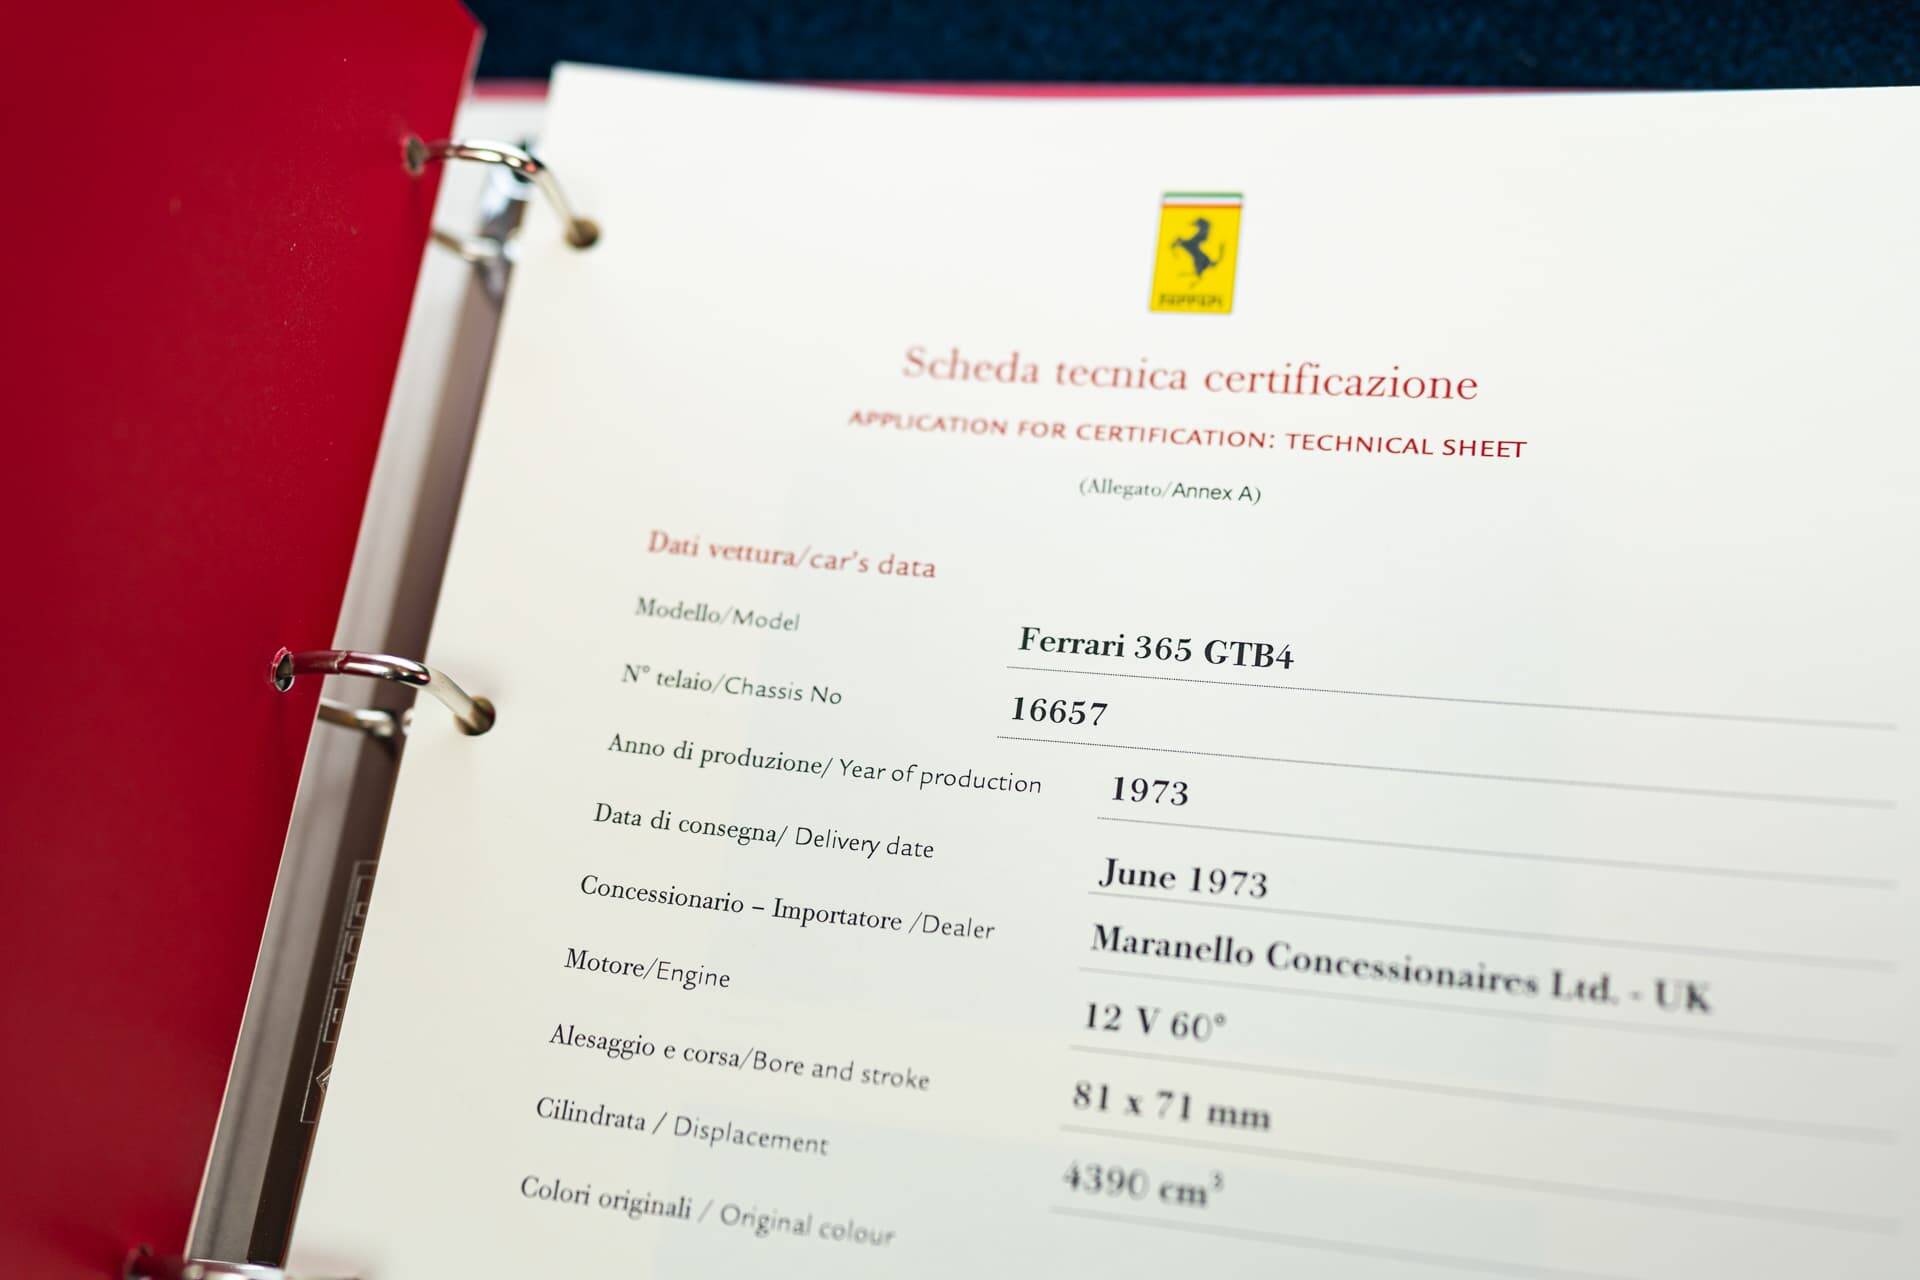 Ferrari
Scheda tecnica certificazione
APPLICATION FOR CERTIFICATION: TECHNICAL SHEET
(Allegato/Annex A)
Dati vettura/car's data
Modello/Model Ferrari 365 GTB4
N° telaio/Chassis No 16657
Anno di produzione/ Year of production 1973
Data di consegna/ Delivery date June 1973
Concessionario – Importatore /Dealer Maranello Concessionaires Ltd. - UK
Motore/Engine 12 V 60°
Alesaggio e corsa/Bore and stroke 81 x 71 mm
Cilindrata / Displacement 4390 cm³
Colori originali / Original colour